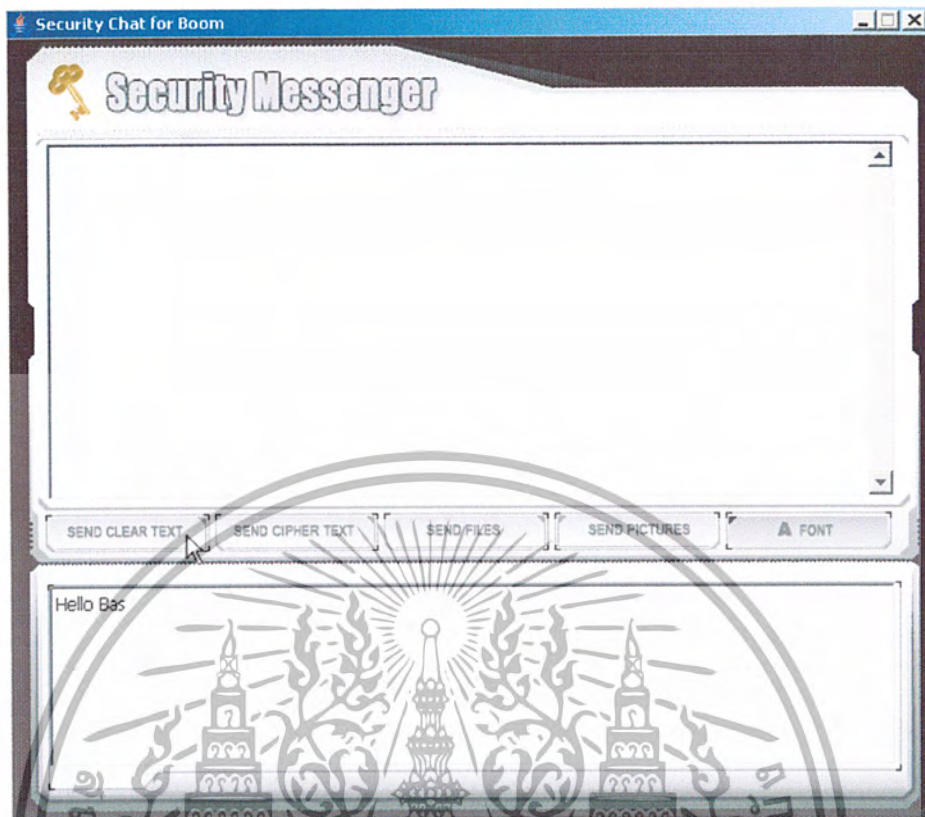 Security Chat for Boom
Security Messenger
SEND CLEAR TEXT
SEND CIPHER TEXT
SEND FILES
SEND PICTURES
A FONT
Hello Bas